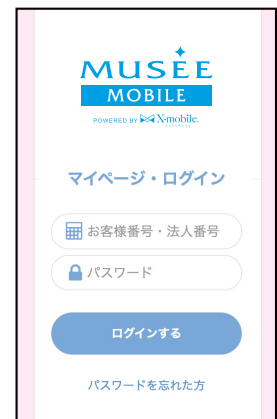 MUSÉE
MOBILE
POWERED BY X-mobile.
マイページ・ログイン
お客様番号・法人番号
パスワード
ログインする
パスワードを忘れた方